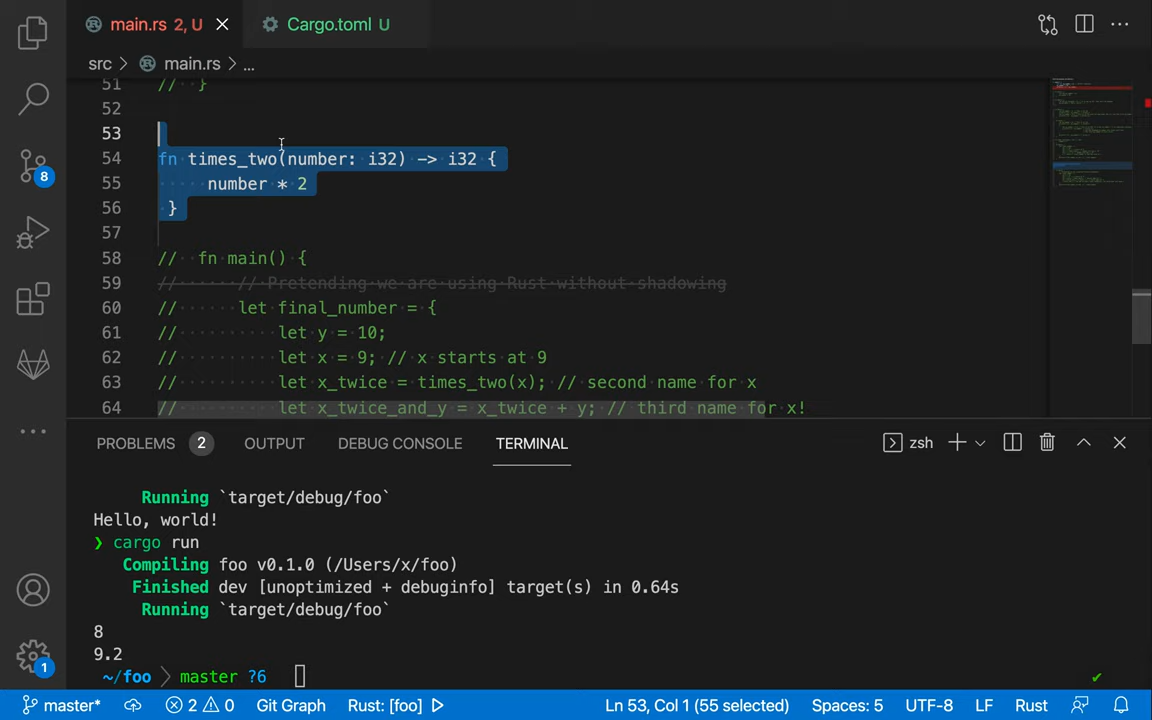 main.rs 2, U
Cargo.toml U
src > main.rs > ...
51 // }
52
53
54 fn times_two(number: i32) -> i32 {
55 number * 2
56 }
57
58 // fn main() {
59 // // Pretending we are using Rust without shadowing
60 // let final_number = {
61 // let y = 10;
62 // let x = 9; // x starts at 9
63 // let x_twice = times_two(x); // second name for x
64 // let x_twice_and_y = x_twice + y; // third name for x!
8
1
PROBLEMS 2 OUTPUT DEBUG CONSOLE TERMINAL
zsh
Running `target/debug/foo`
Hello, world!
❯ cargo run
Compiling foo v0.1.0 (/Users/x/foo)
Finished dev [unoptimized + debuginfo] target(s) in 0.64s
Running `target/debug/foo`
8
9.2
~/foo > master ?6
master* 2 0 Git Graph Rust: [foo] Ln 53, Col 1 (55 selected) Spaces: 5 UTF-8 LF Rust